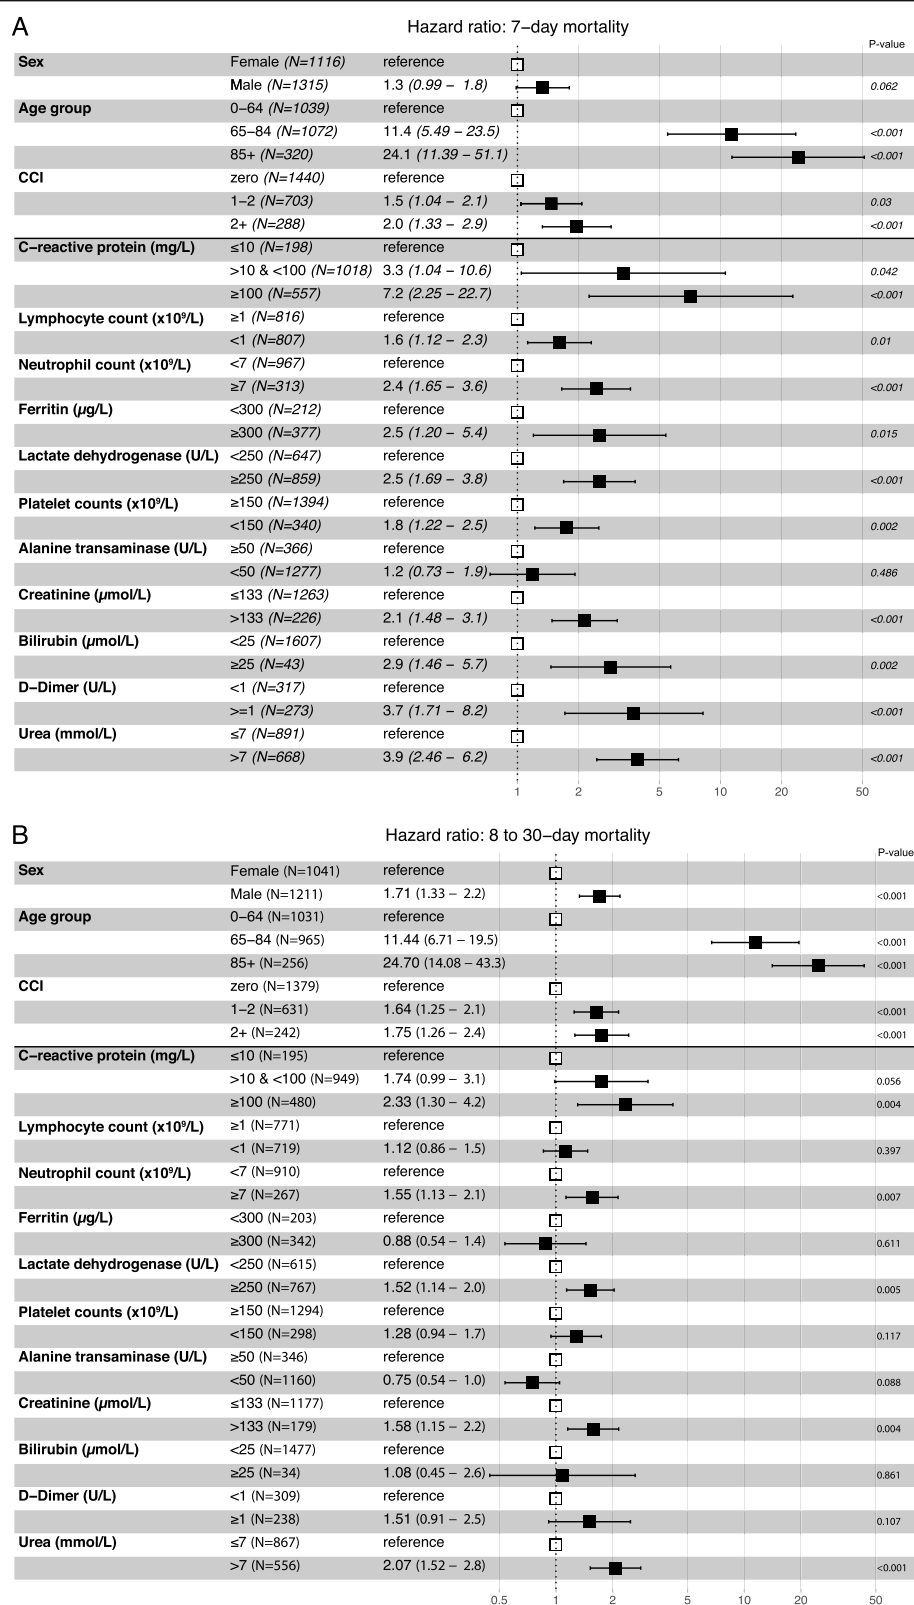 A
Hazard ratio: 7−day mortality
P-value
Sex Female (N=1116) reference
Male (N=1315) 1.3 (0.99 − 1.8) 0.062
Age group 0−64 (N=1039) reference
65−84 (N=1072) 11.4 (5.49 − 23.5) <0.001
85+ (N=320) 24.1 (11.39 − 51.1) <0.001
CCI zero (N=1440) reference
1−2 (N=703) 1.5 (1.04 − 2.1) 0.03
2+ (N=288) 2.0 (1.33 − 2.9) <0.001
C−reactive protein (mg/L) ≤10 (N=198) reference
>10 & <100 (N=1018) 3.3 (1.04 − 10.6) 0.042
≥100 (N=557) 7.2 (2.25 − 22.7) <0.001
Lymphocyte count (x10⁹/L) ≥1 (N=816) reference
<1 (N=807) 1.6 (1.12 − 2.3) 0.01
Neutrophil count (x10⁹/L) <7 (N=967) reference
≥7 (N=313) 2.4 (1.65 − 3.6) <0.001
Ferritin (µg/L) <300 (N=212) reference
≥300 (N=377) 2.5 (1.20 − 5.4) 0.015
Lactate dehydrogenase (U/L) <250 (N=647) reference
≥250 (N=859) 2.5 (1.69 − 3.8) <0.001
Platelet counts (x10⁹/L) ≥150 (N=1394) reference
<150 (N=340) 1.8 (1.22 − 2.5) 0.002
Alanine transaminase (U/L) ≥50 (N=366) reference
<50 (N=1277) 1.2 (0.73 − 1.9) 0.486
Creatinine (µmol/L) ≤133 (N=1263) reference
>133 (N=226) 2.1 (1.48 − 3.1) <0.001
Bilirubin (µmol/L) <25 (N=1607) reference
≥25 (N=43) 2.9 (1.46 − 5.7) 0.002
D−Dimer (U/L) <1 (N=317) reference
>=1 (N=273) 3.7 (1.71 − 8.2) <0.001
Urea (mmol/L) ≤7 (N=891) reference
>7 (N=668) 3.9 (2.46 − 6.2) <0.001
1 2 5 10 20 50
B
Hazard ratio: 8 to 30−day mortality
P-value
Sex Female (N=1041) reference
Male (N=1211) 1.71 (1.33 − 2.2) <0.001
Age group 0−64 (N=1031) reference
65−84 (N=965) 11.44 (6.71 − 19.5) <0.001
85+ (N=256) 24.70 (14.08 − 43.3) <0.001
CCI zero (N=1379) reference
1−2 (N=631) 1.64 (1.25 − 2.1) <0.001
2+ (N=242) 1.75 (1.26 − 2.4) <0.001
C−reactive protein (mg/L) ≤10 (N=195) reference
>10 & <100 (N=949) 1.74 (0.99 − 3.1) 0.056
≥100 (N=480) 2.33 (1.30 − 4.2) 0.004
Lymphocyte count (x10⁹/L) ≥1 (N=771) reference
<1 (N=719) 1.12 (0.86 − 1.5) 0.397
Neutrophil count (x10⁹/L) <7 (N=910) reference
≥7 (N=267) 1.55 (1.13 − 2.1) 0.007
Ferritin (µg/L) <300 (N=203) reference
≥300 (N=342) 0.88 (0.54 − 1.4) 0.611
Lactate dehydrogenase (U/L) <250 (N=615) reference
≥250 (N=767) 1.52 (1.14 − 2.0) 0.005
Platelet counts (x10⁹/L) ≥150 (N=1294) reference
<150 (N=298) 1.28 (0.94 − 1.7) 0.117
Alanine transaminase (U/L) ≥50 (N=346) reference
<50 (N=1160) 0.75 (0.54 − 1.0) 0.088
Creatinine (µmol/L) ≤133 (N=1177) reference
>133 (N=179) 1.58 (1.15 − 2.2) 0.004
Bilirubin (µmol/L) <25 (N=1477) reference
≥25 (N=34) 1.08 (0.45 − 2.6) 0.861
D−Dimer (U/L) <1 (N=309) reference
≥1 (N=238) 1.51 (0.91 − 2.5) 0.107
Urea (mmol/L) ≤7 (N=867) reference
>7 (N=556) 2.07 (1.52 − 2.8) <0.001
0.5 1 2 5 10 20 50